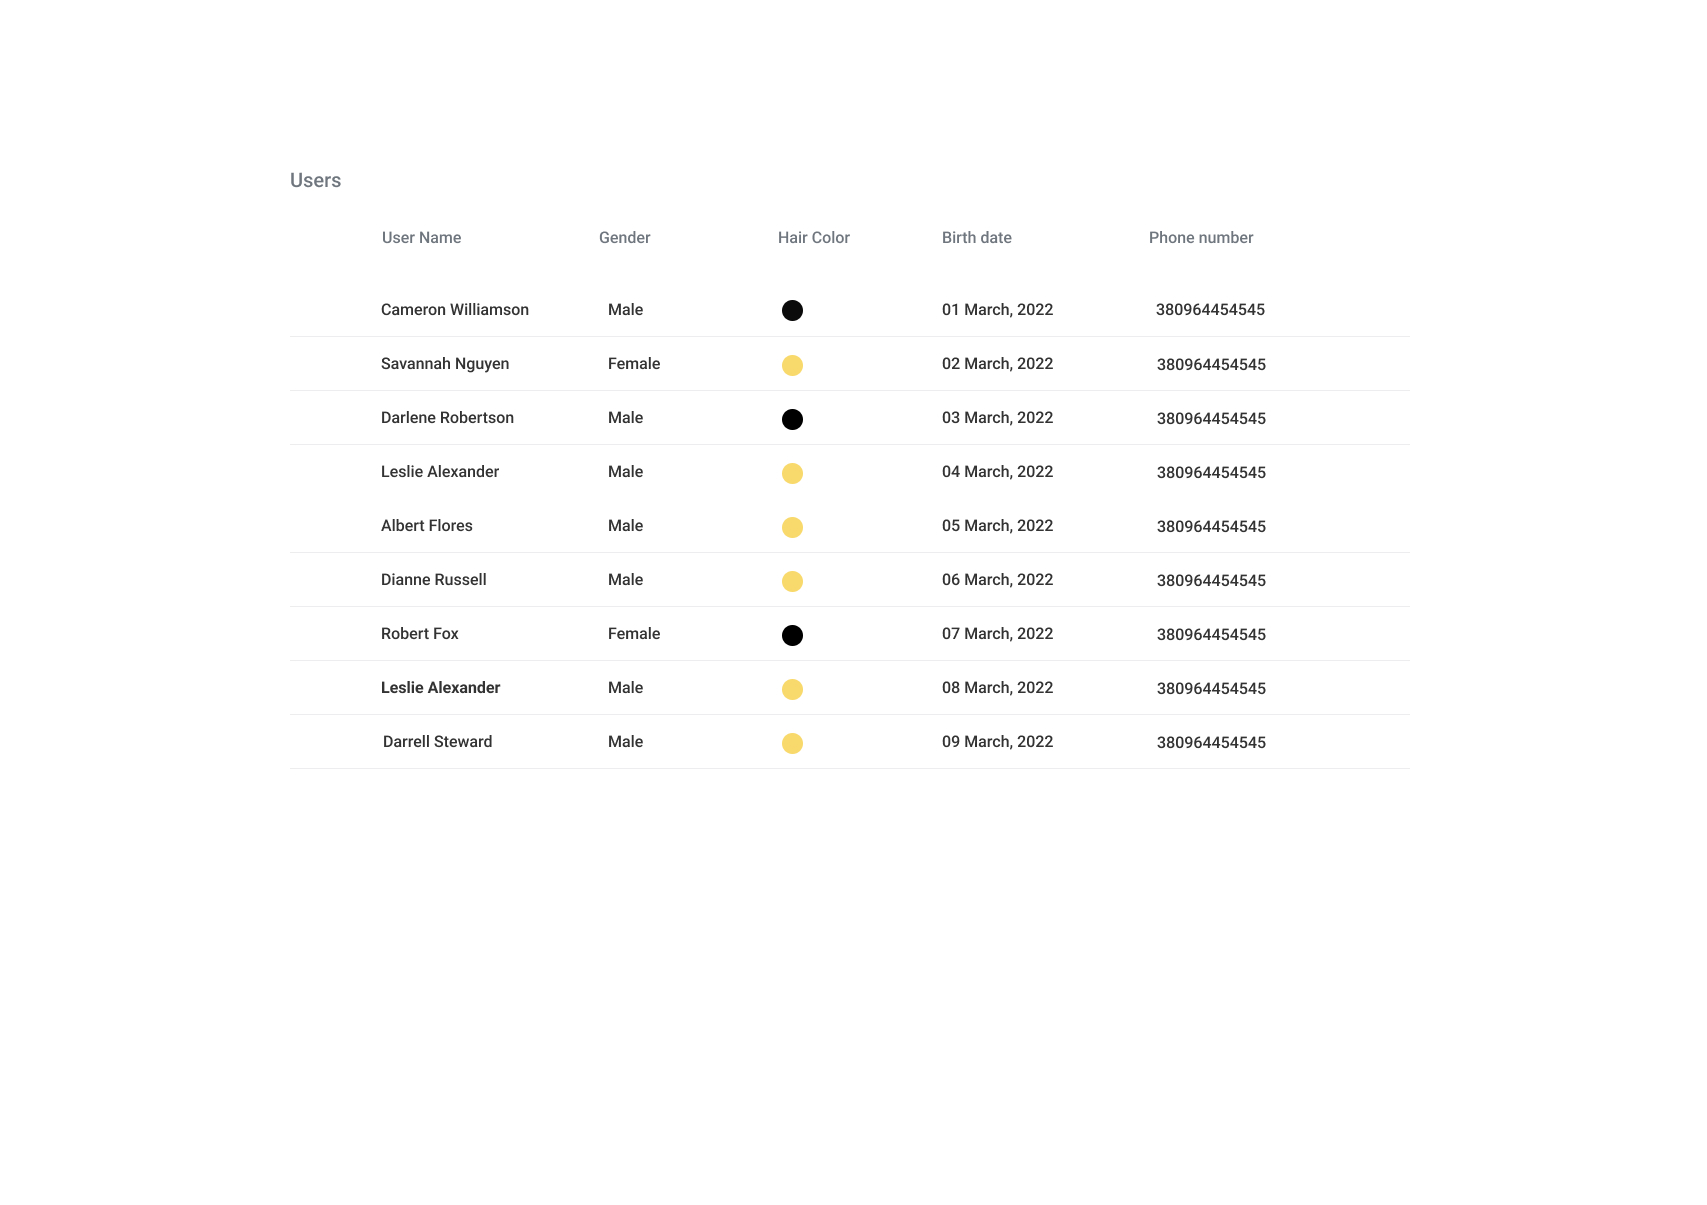 Users
User Name Gender Hair Color Birth date Phone number
Cameron Williamson Male 01 March, 2022 380964454545
Savannah Nguyen Female 02 March, 2022 380964454545
Darlene Robertson Male 03 March, 2022 380964454545
Leslie Alexander Male 04 March, 2022 380964454545
Albert Flores Male 05 March, 2022 380964454545
Dianne Russell Male 06 March, 2022 380964454545
Robert Fox Female 07 March, 2022 380964454545
Leslie Alexander Male 08 March, 2022 380964454545
Darrell Steward Male 09 March, 2022 380964454545